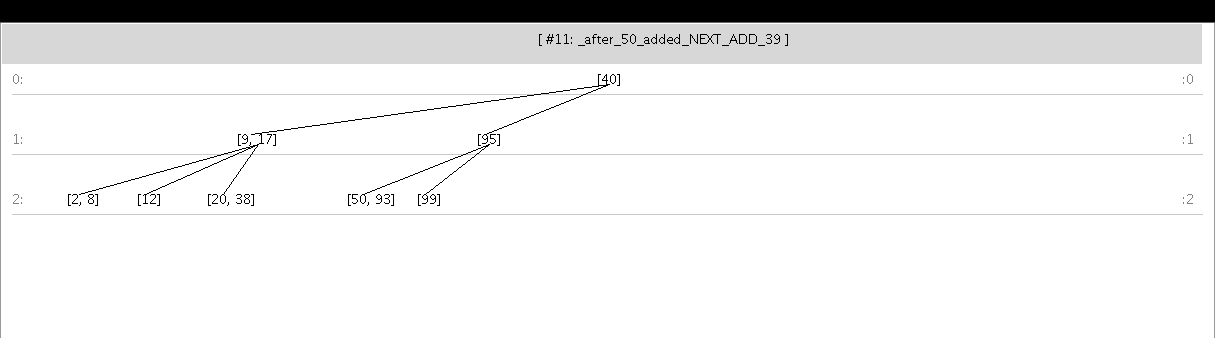 [ #11: _after_50_added_NEXT_ADD_39 ]
0: [40] :0
1: [9, 17] [95] :1
2: [2, 8] [12] [20, 38] [50, 93] [99] :2